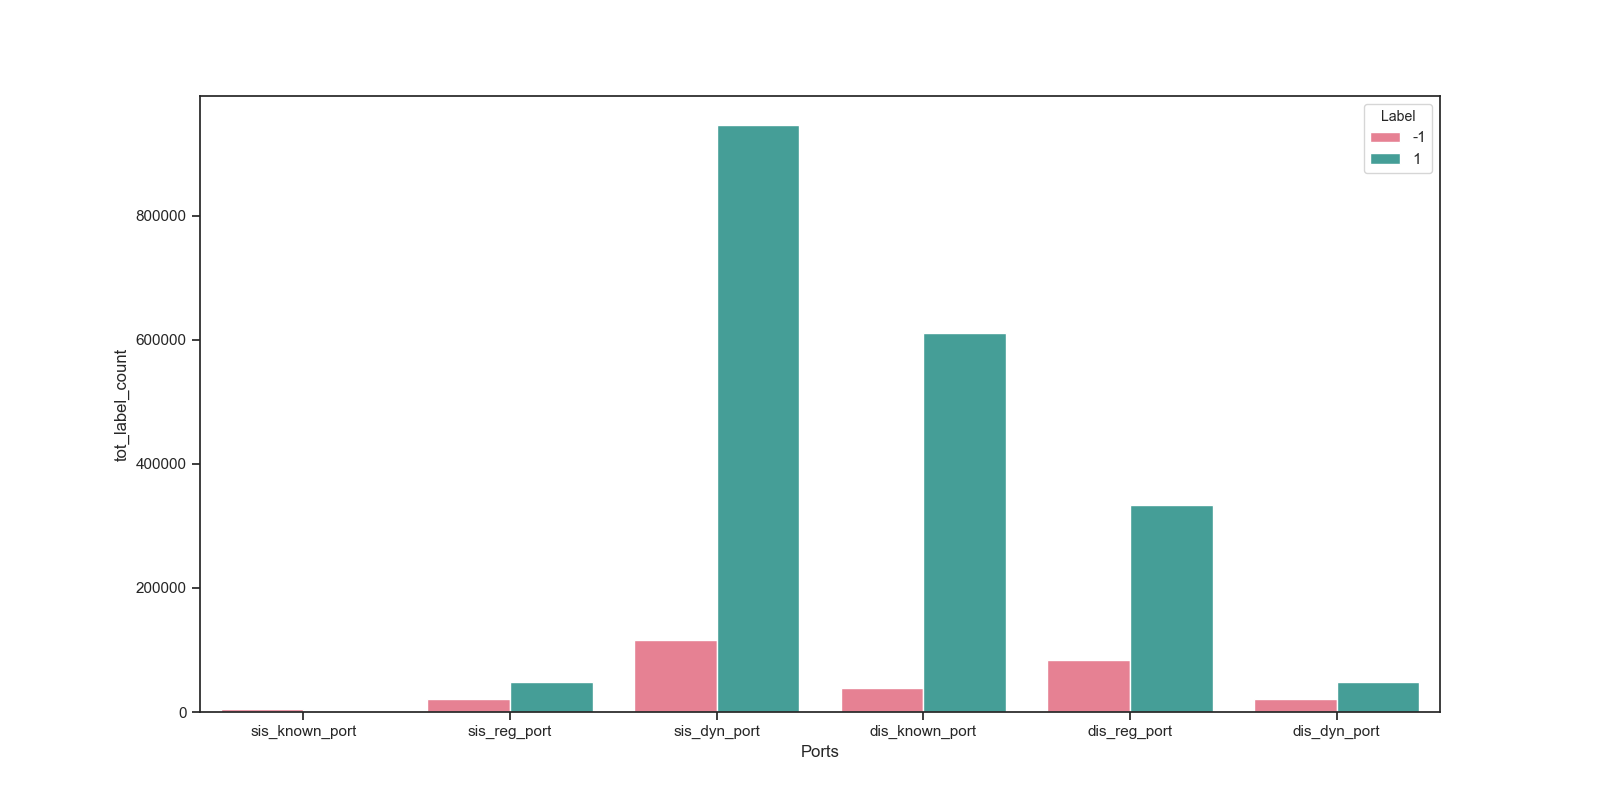 Label
-1
1
800000
600000
400000
200000
0
tot_label_count
sis_known_port
sis_reg_port
sis_dyn_port
dis_known_port
dis_reg_port
dis_dyn_port
Ports